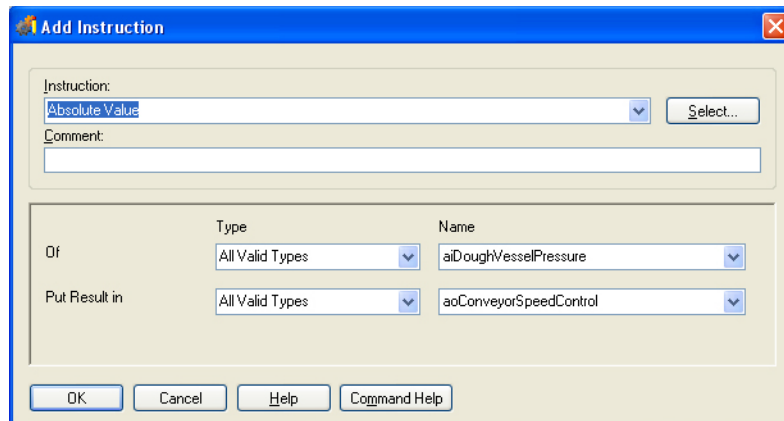 Add Instruction
Instruction:
Absolute Value
Select...
Comment:
Type Name
Of All Valid Types aiDoughVesselPressure
Put Result in All Valid Types aoConveyorSpeedControl
OK Cancel Help Command Help